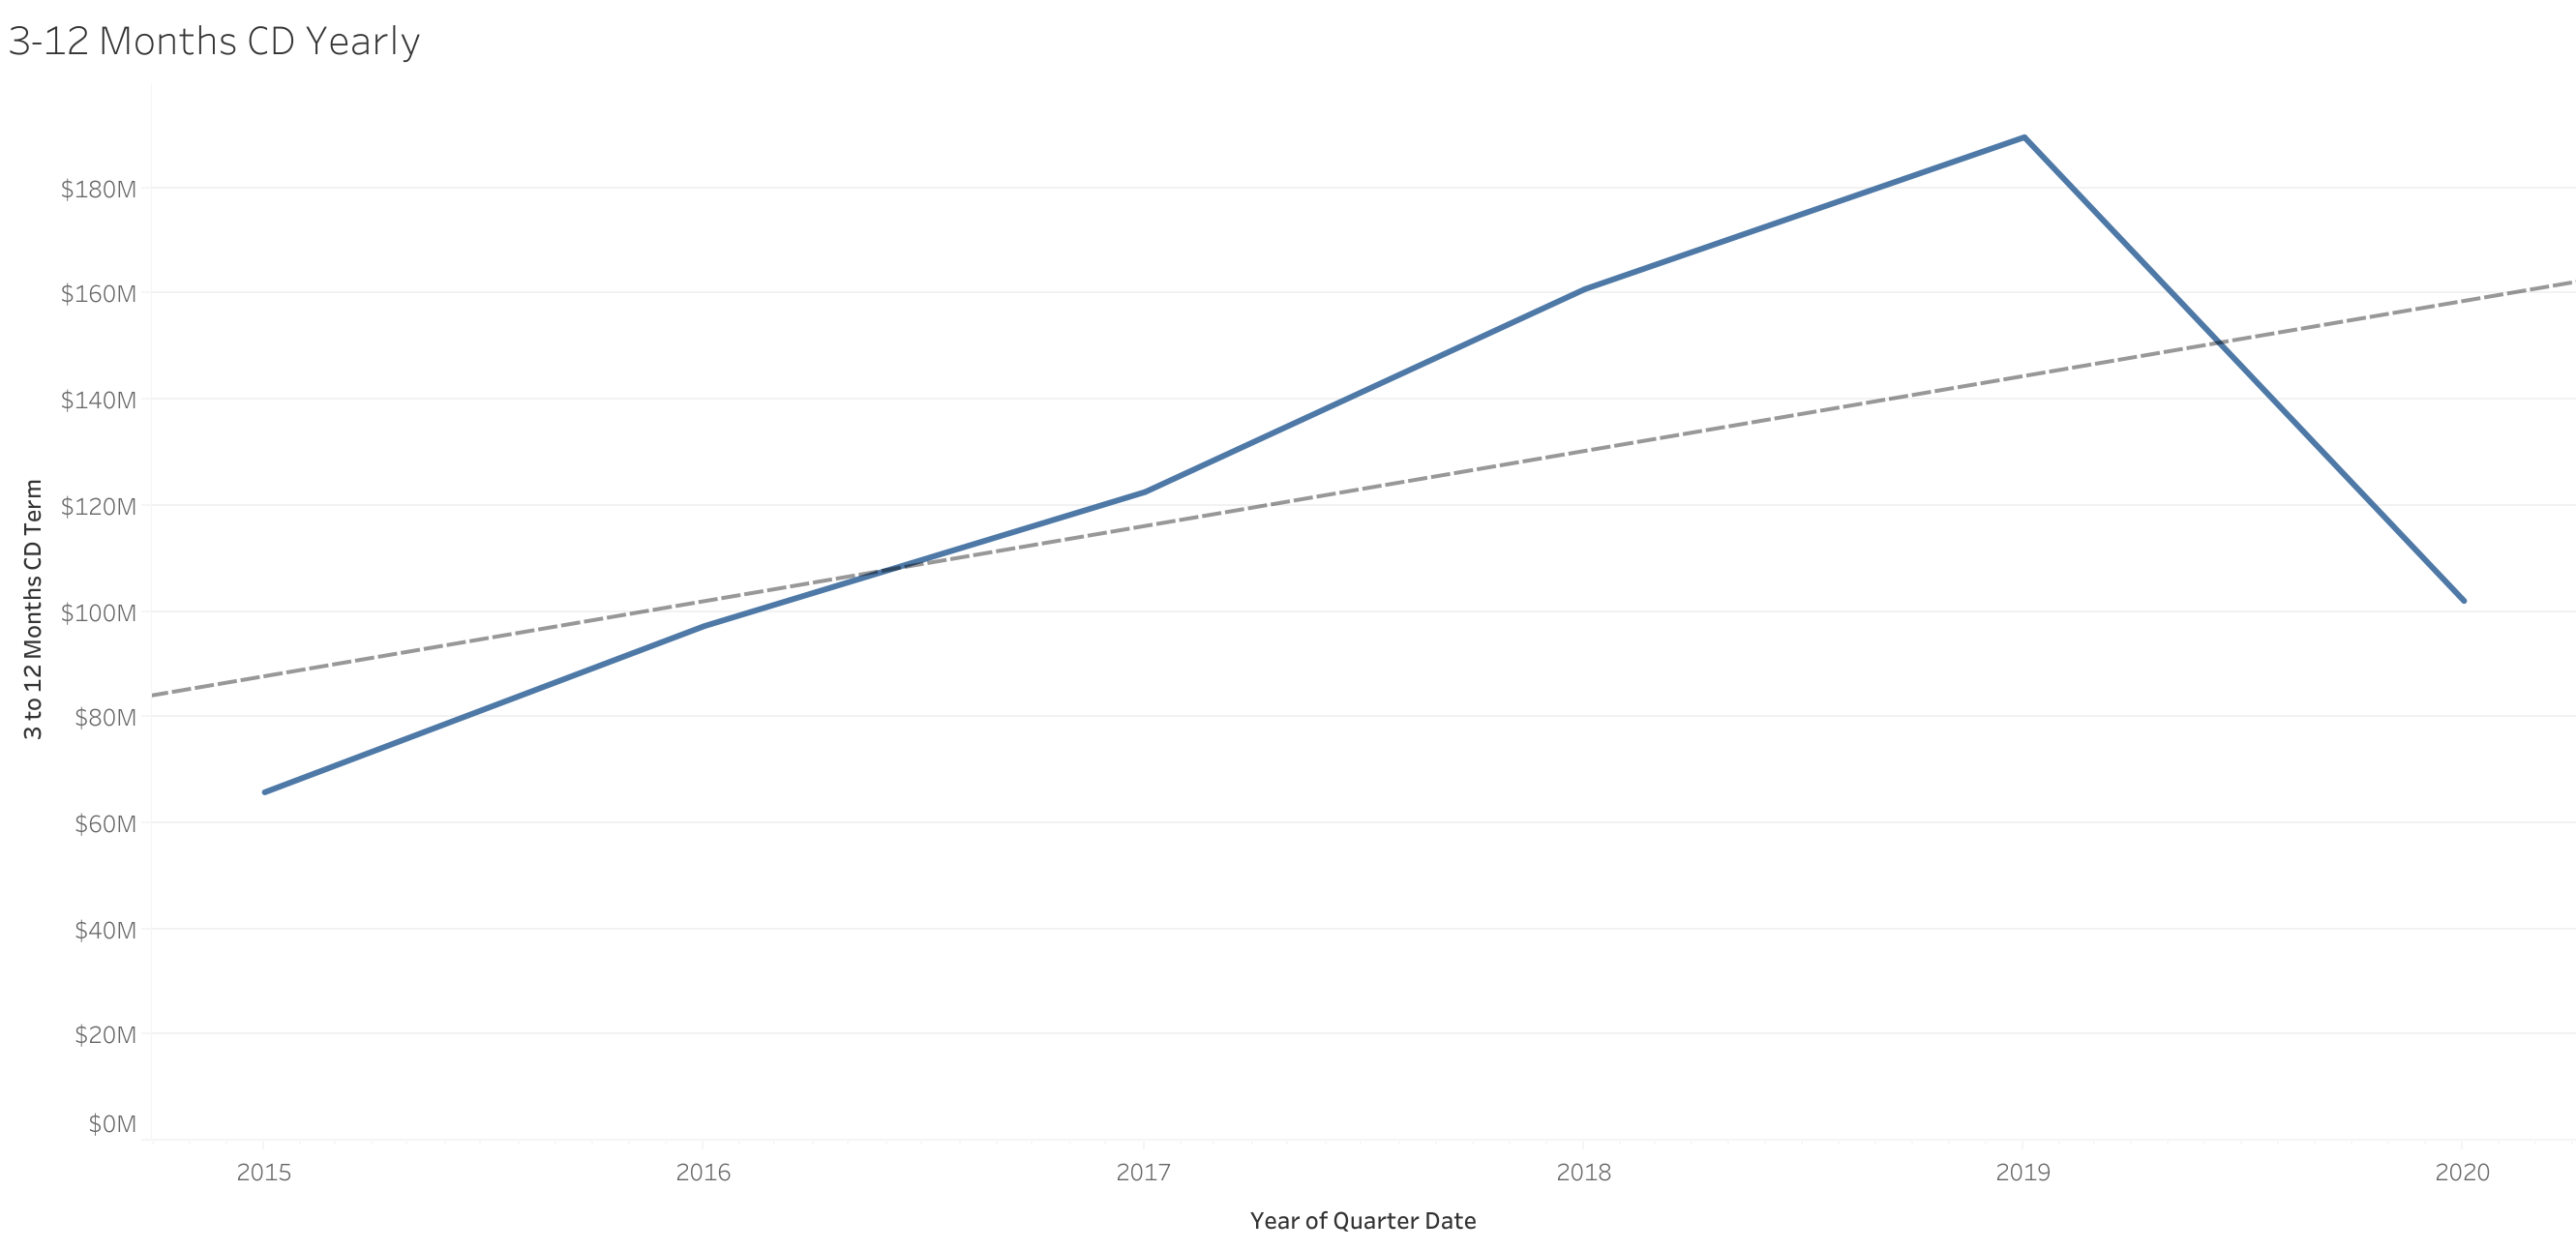 3-12 Months CD Yearly
3 to 12 Months CD Term
$180M
$160M
$140M
$120M
$100M
$80M
$60M
$40M
$20M
$0M
2015 2016 2017 2018 2019 2020
Year of Quarter Date